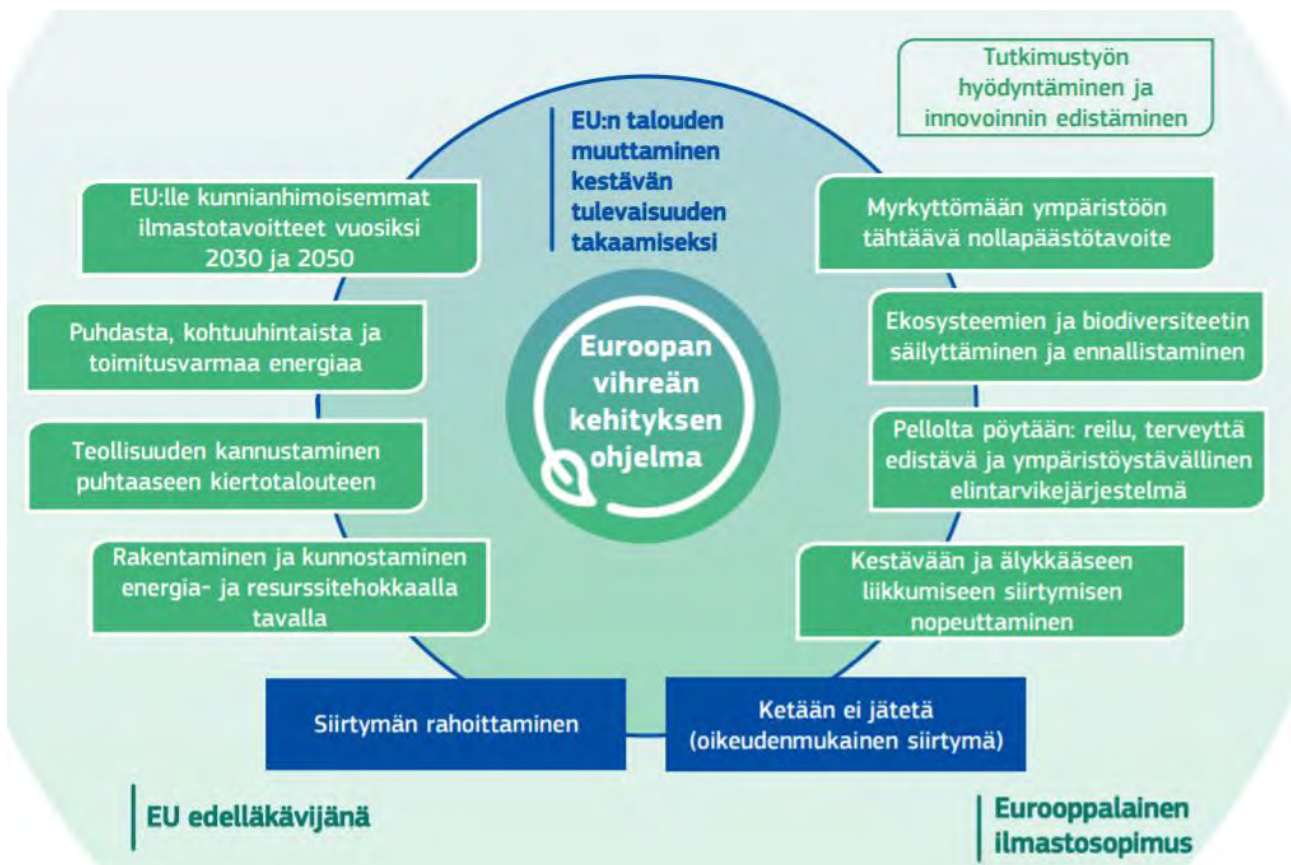 Tutkimustyön
hyödyntäminen ja
innovoinnin edistäminen
EU:n talouden
muuttaminen
kestävän
tulevaisuuden
takaamiseksi
EU:lle kunnianhimoisemmat
ilmastotavoitteet vuosiksi
2030 ja 2050
Puhdasta, kohtuuhintaista ja
toimitusvarmaa energiaa
Teollisuuden kannustaminen
puhtaaseen kiertotalouteen
Rakentaminen ja kunnostaminen
energia- ja resurssitehokkaalla
tavalla
Euroopan
vihreän
kehityksen
ohjelma
Myrkyttömään ympäristöön
tähtäävä nollapäästötavoite
Ekosysteemien ja biodiversiteetin
säilyttäminen ja ennallistaminen
Pellolta pöytään: reilu, terveyttä
edistävä ja ympäristöystävällinen
elintarvikejärjestelmä
Kestävään ja älykkääseen
liikkumiseen siirtymisen
nopeuttaminen
Siirtymän rahoittaminen
Ketään ei jätetä
(oikeudenmukainen siirtymä)
EU edelläkävijänä
Eurooppalainen
ilmastosopimus